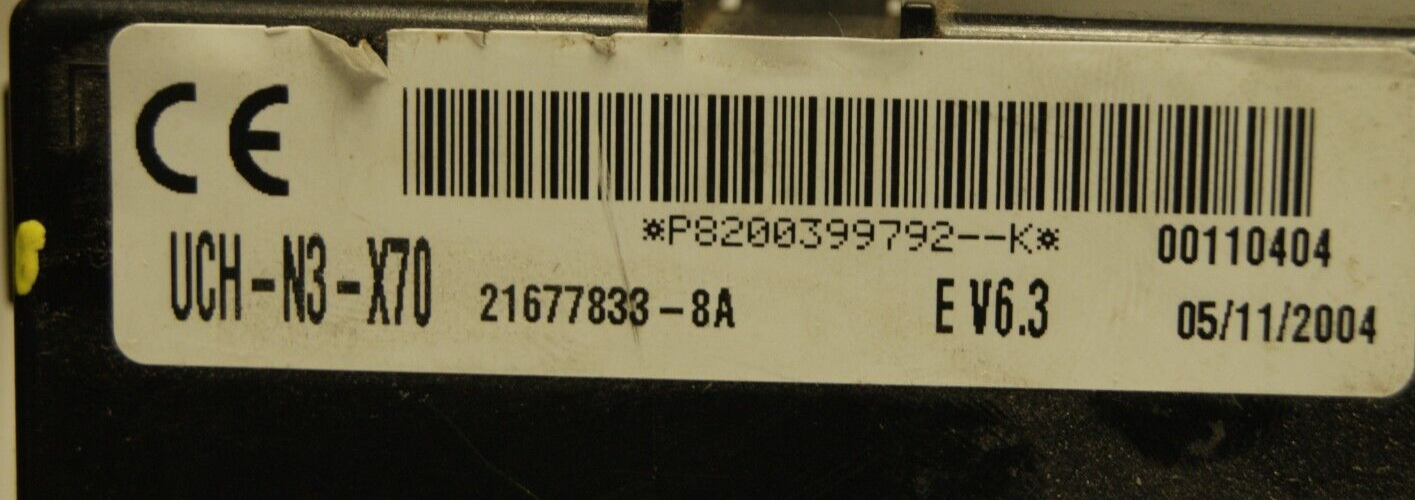 CE
*P8200399792--K* 00110404
UCH-N3-X70 21677833-8A E V6.3 05/11/2004